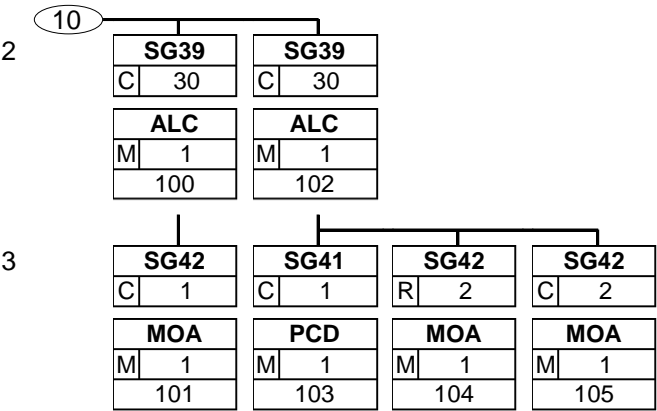 10
2 SG39 SG39
C 30 C 30
ALC ALC
M 1 M 1
100 102
3 SG42 SG41 SG42 SG42
C 1 C 1 R 2 C 2
MOA PCD MOA MOA
M 1 M 1 M 1 M 1
101 103 104 105